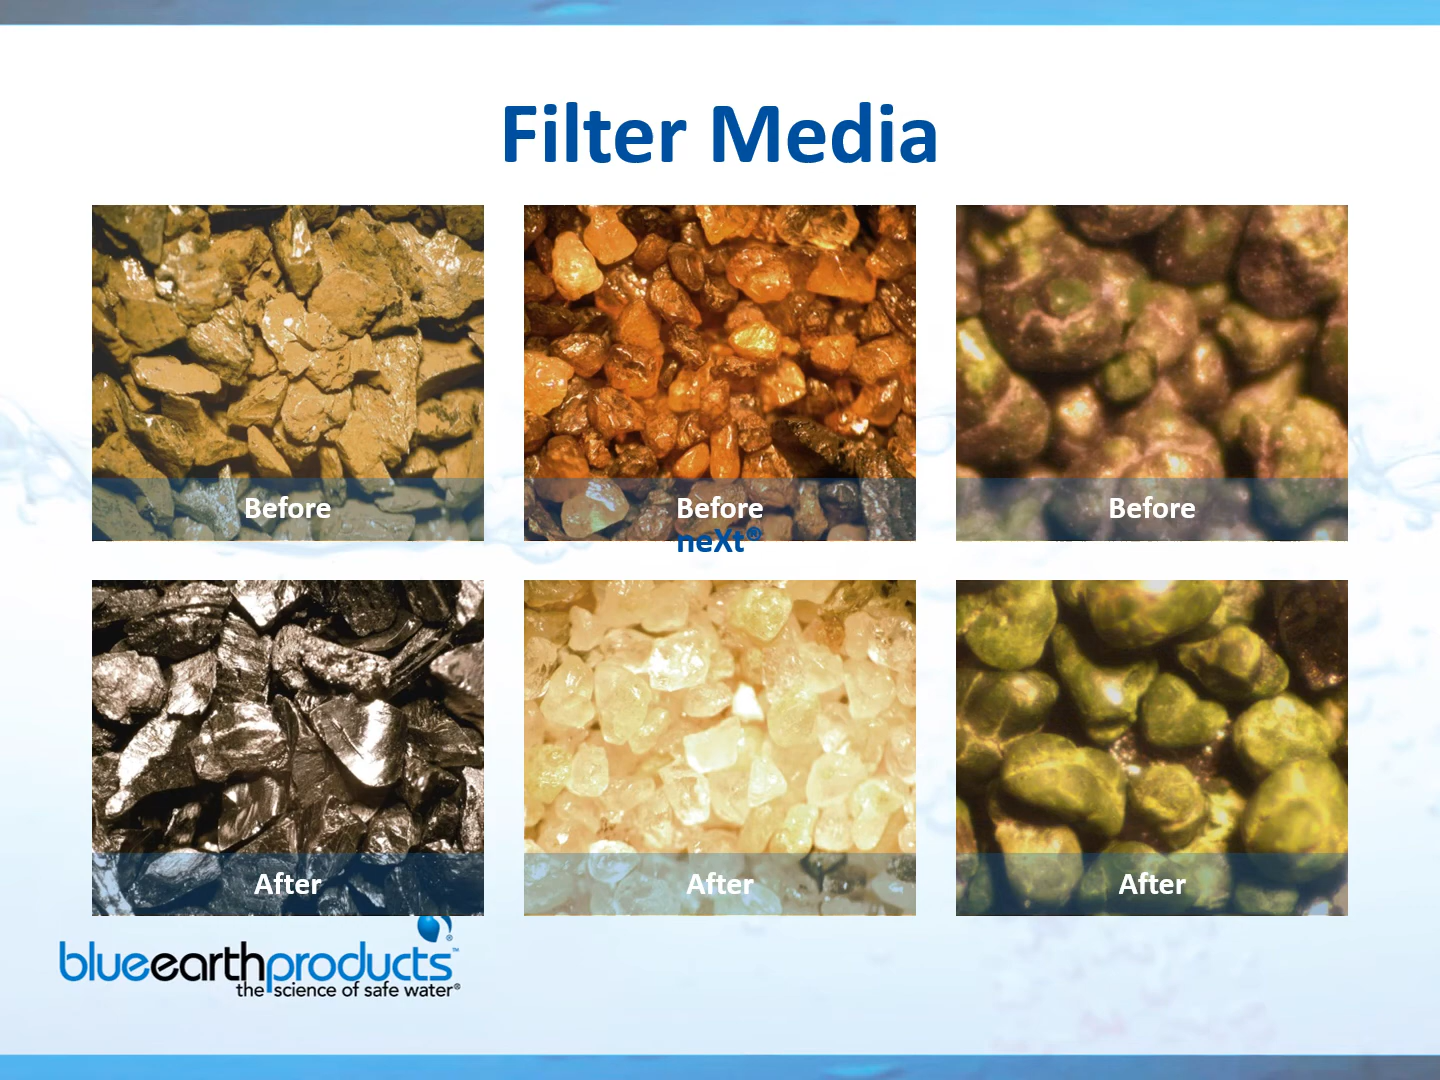 Filter Media
Before
Before
Before
neXt®
After
After
After
®
blueearthproducts™
the science of safe water®